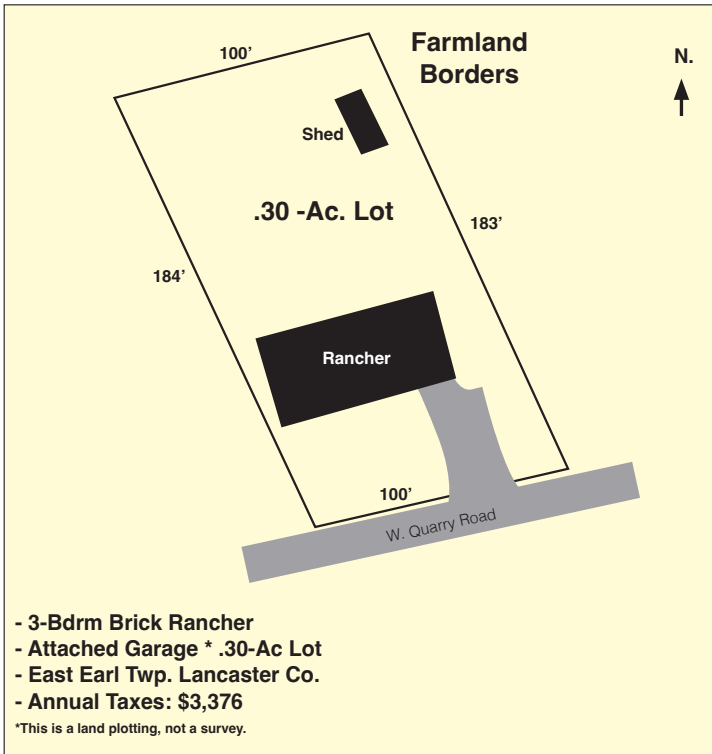 Farmland
Borders
N.
100’
Shed
.30 -Ac. Lot
183’
184’
Rancher
100’
W. Quarry Road
- 3-Bdrm Brick Rancher
- Attached Garage * .30-Ac Lot
- East Earl Twp. Lancaster Co.
- Annual Taxes: $3,376
*This is a land plotting, not a survey.